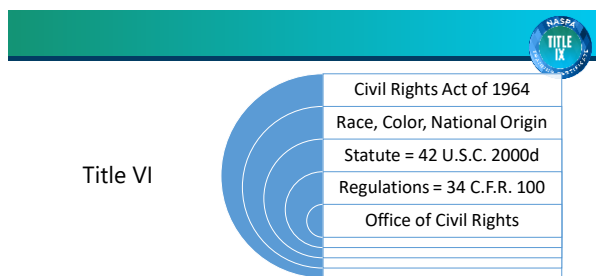 NASPA
TITLE
IX
Civil Rights Act of 1964
Race, Color, National Origin
Title VI
Statute = 42 U.S.C. 2000d
Regulations = 34 C.F.R. 100
Office of Civil Rights